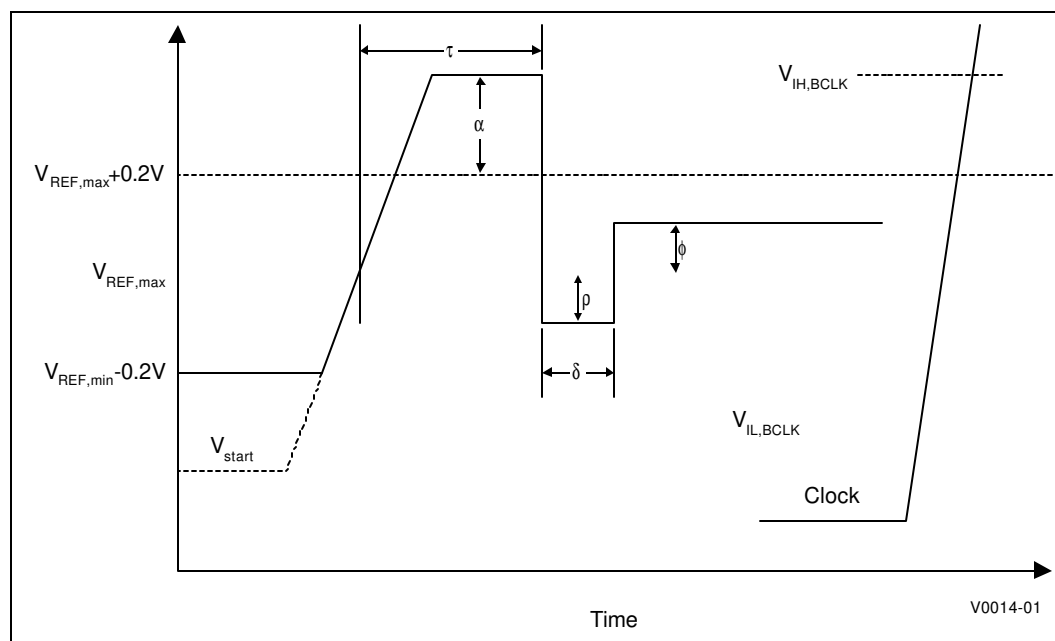 τ
V_IH,BCLK
α
V_REF,max+0.2V
ϕ
V_REF,max
ρ
V_REF,min-0.2V
δ
V_IL,BCLK
V_start
Clock
V0014-01
Time